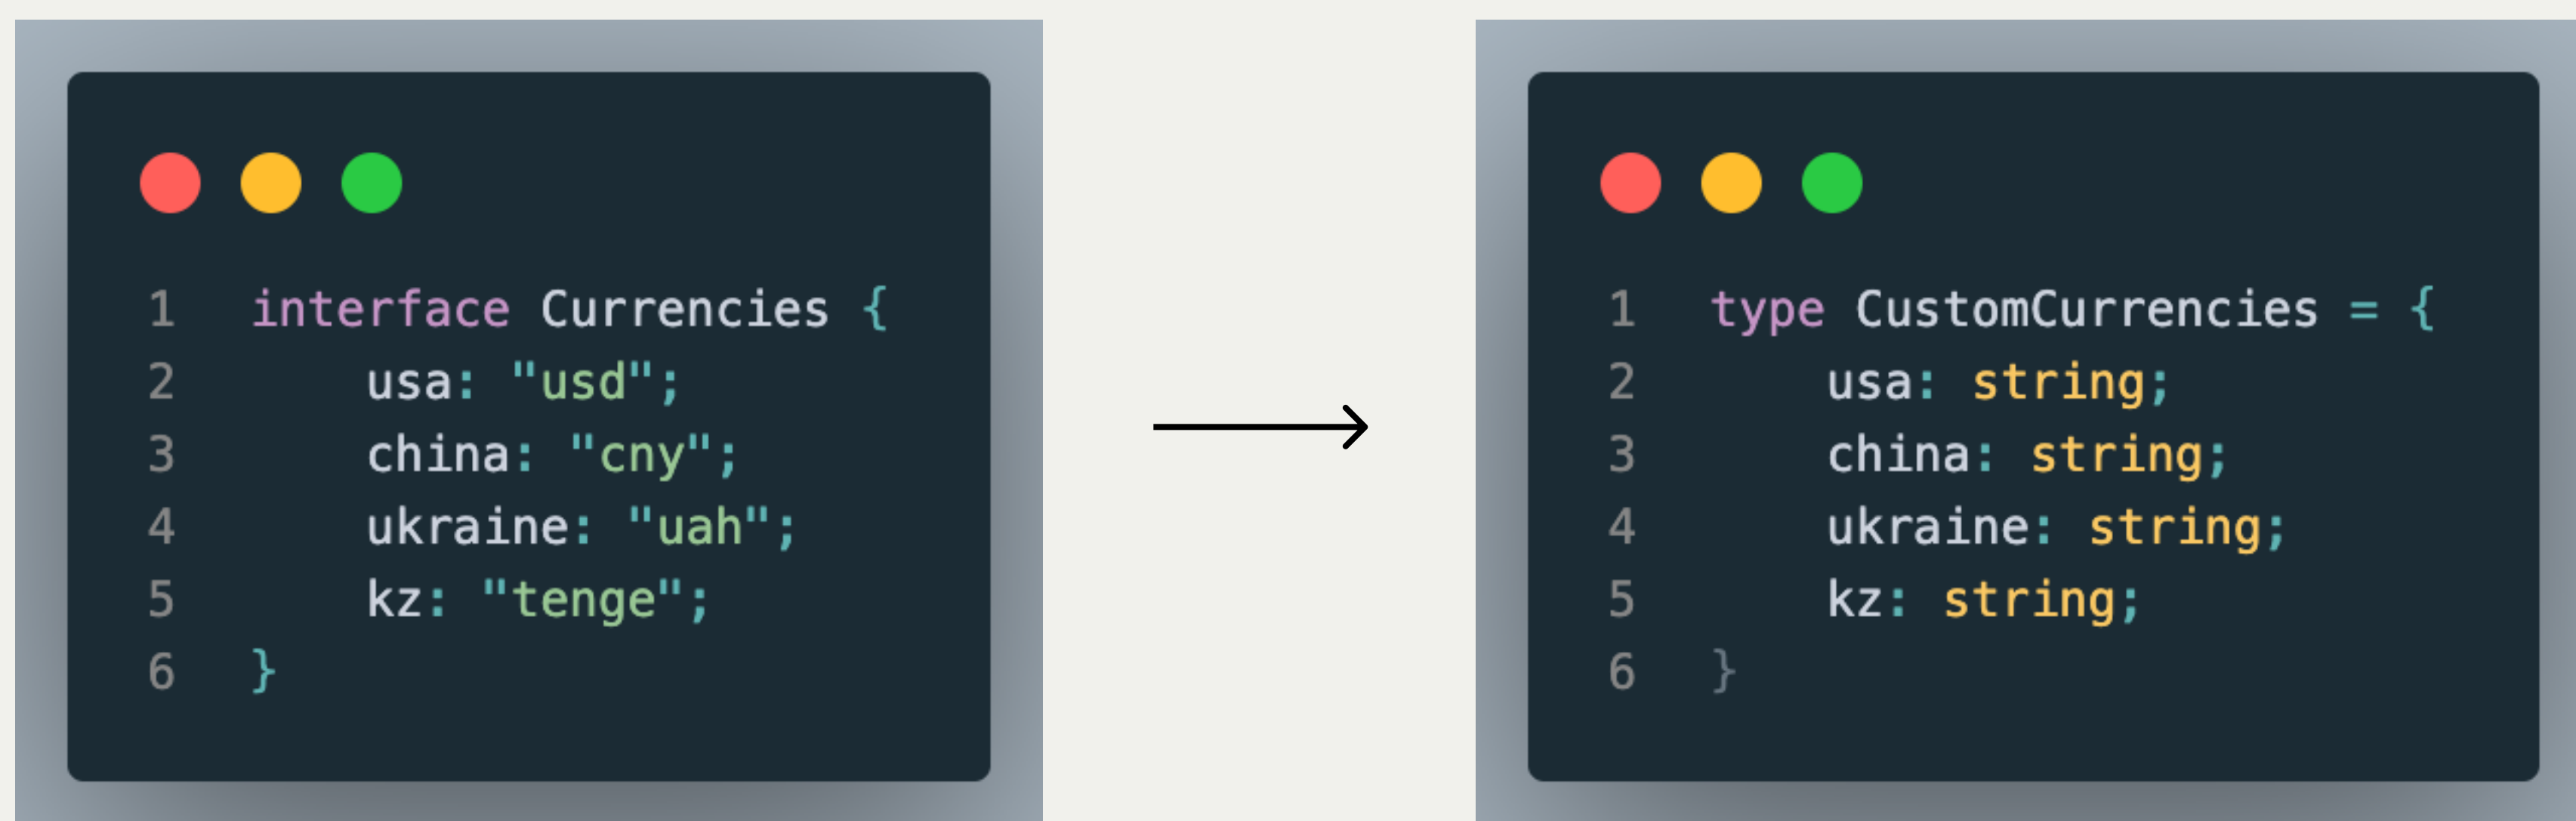 1 interface Currencies {
2 usa: "usd";
3 china: "cny";
4 ukraine: "uah";
5 kz: "tenge";
6 }
1 type CustomCurrencies = {
2 usa: string;
3 china: string;
4 ukraine: string;
5 kz: string;
6 }